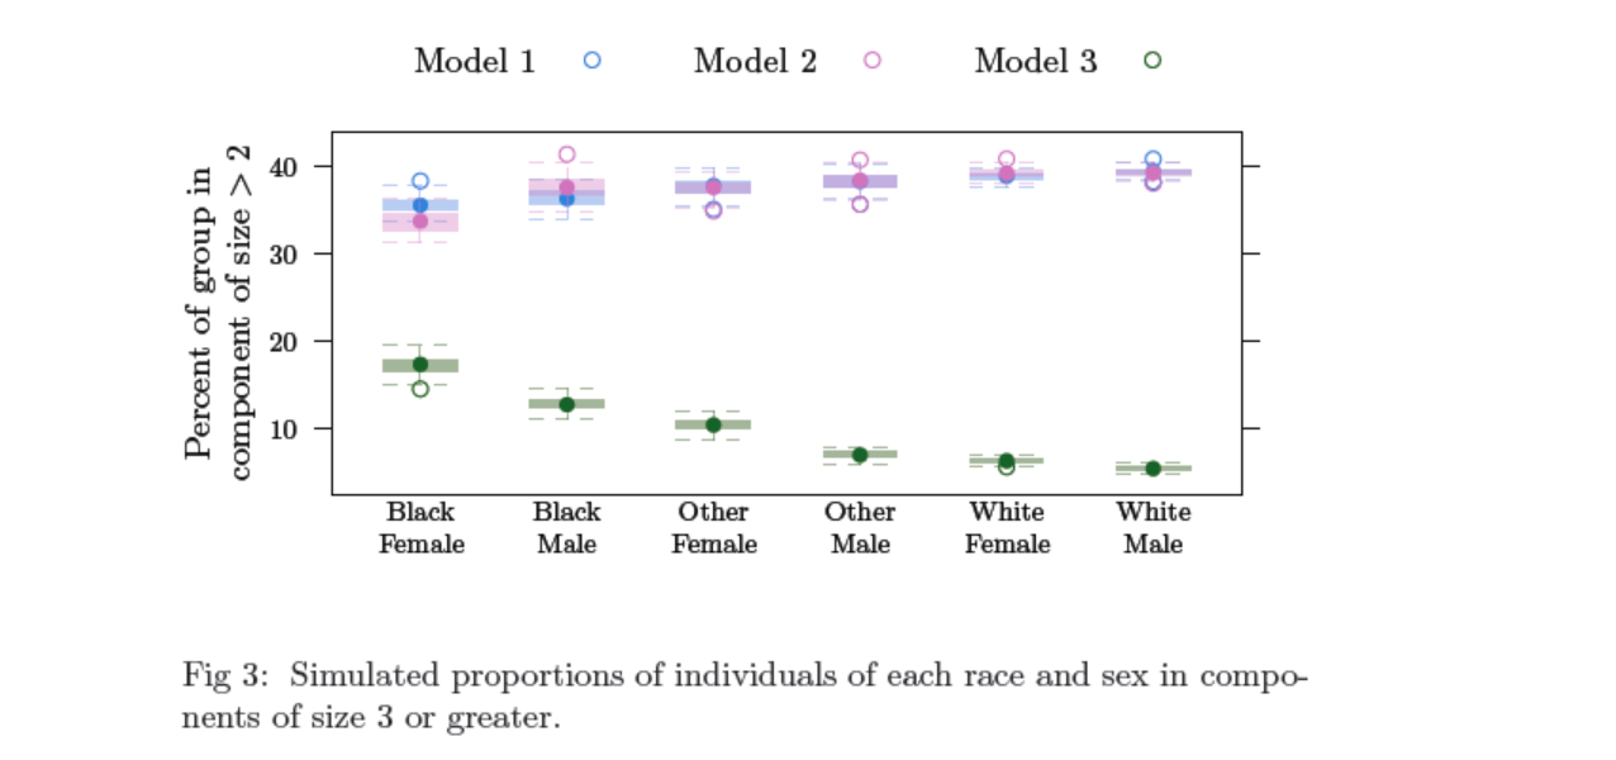 Model 1 Model 2 Model 3
Percent of group in
component of size > 2
40
30
20
10
Black Black Other Other White White
Female Male Female Male Female Male
Fig 3: Simulated proportions of individuals of each race and sex in compo-
nents of size 3 or greater.